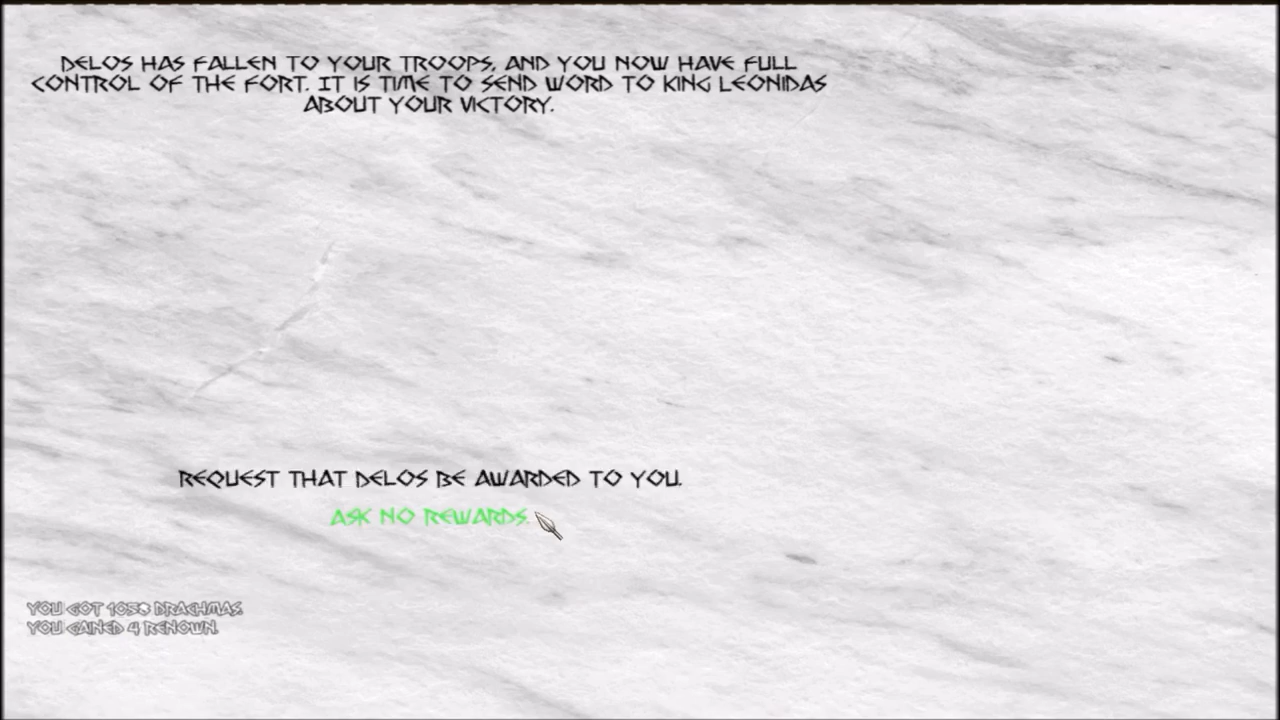 DELOS HAS FALLEN TO YOUR TROOPS, AND YOU NOW HAVE FULL
CONTROL OF THE FORT. IT IS TIME TO SEND WORD TO KING LEONIDAS
ABOUT YOUR VICTORY.
REQUEST THAT DELOS BE AWARDED TO YOU.
ASK NO REWARDS.
YOU GOT DRACHMAS.
YOU GAINED 4 RENOWN.